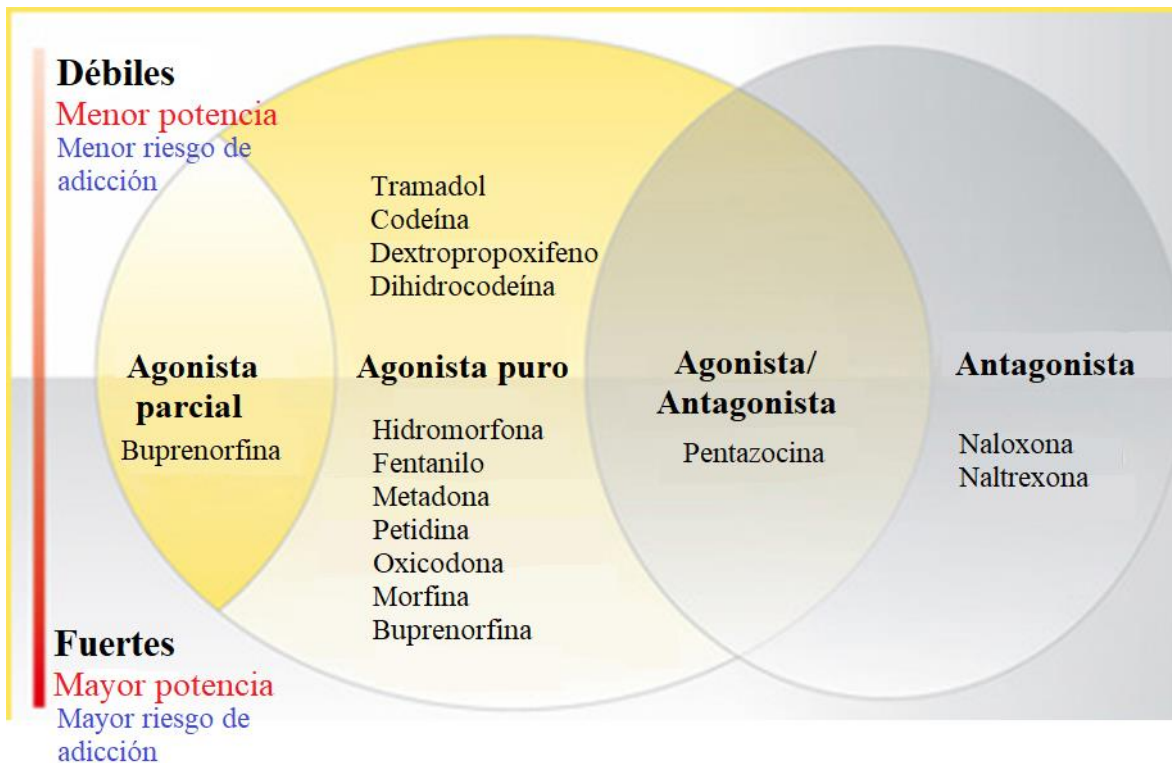 Débiles
Menor potencia
Menor riesgo de
adicción
Tramadol
Codeína
Dextropropoxifeno
Dihidrocodeína
Agonista
parcial
Buprenorfina
Agonista puro
Hidromorfona
Fentanilo
Metadona
Petidina
Oxicodona
Morfina
Buprenorfina
Agonista/
Antagonista
Pentazocina
Antagonista
Naloxona
Naltrexona
Fuertes
Mayor potencia
Mayor riesgo de
adicción